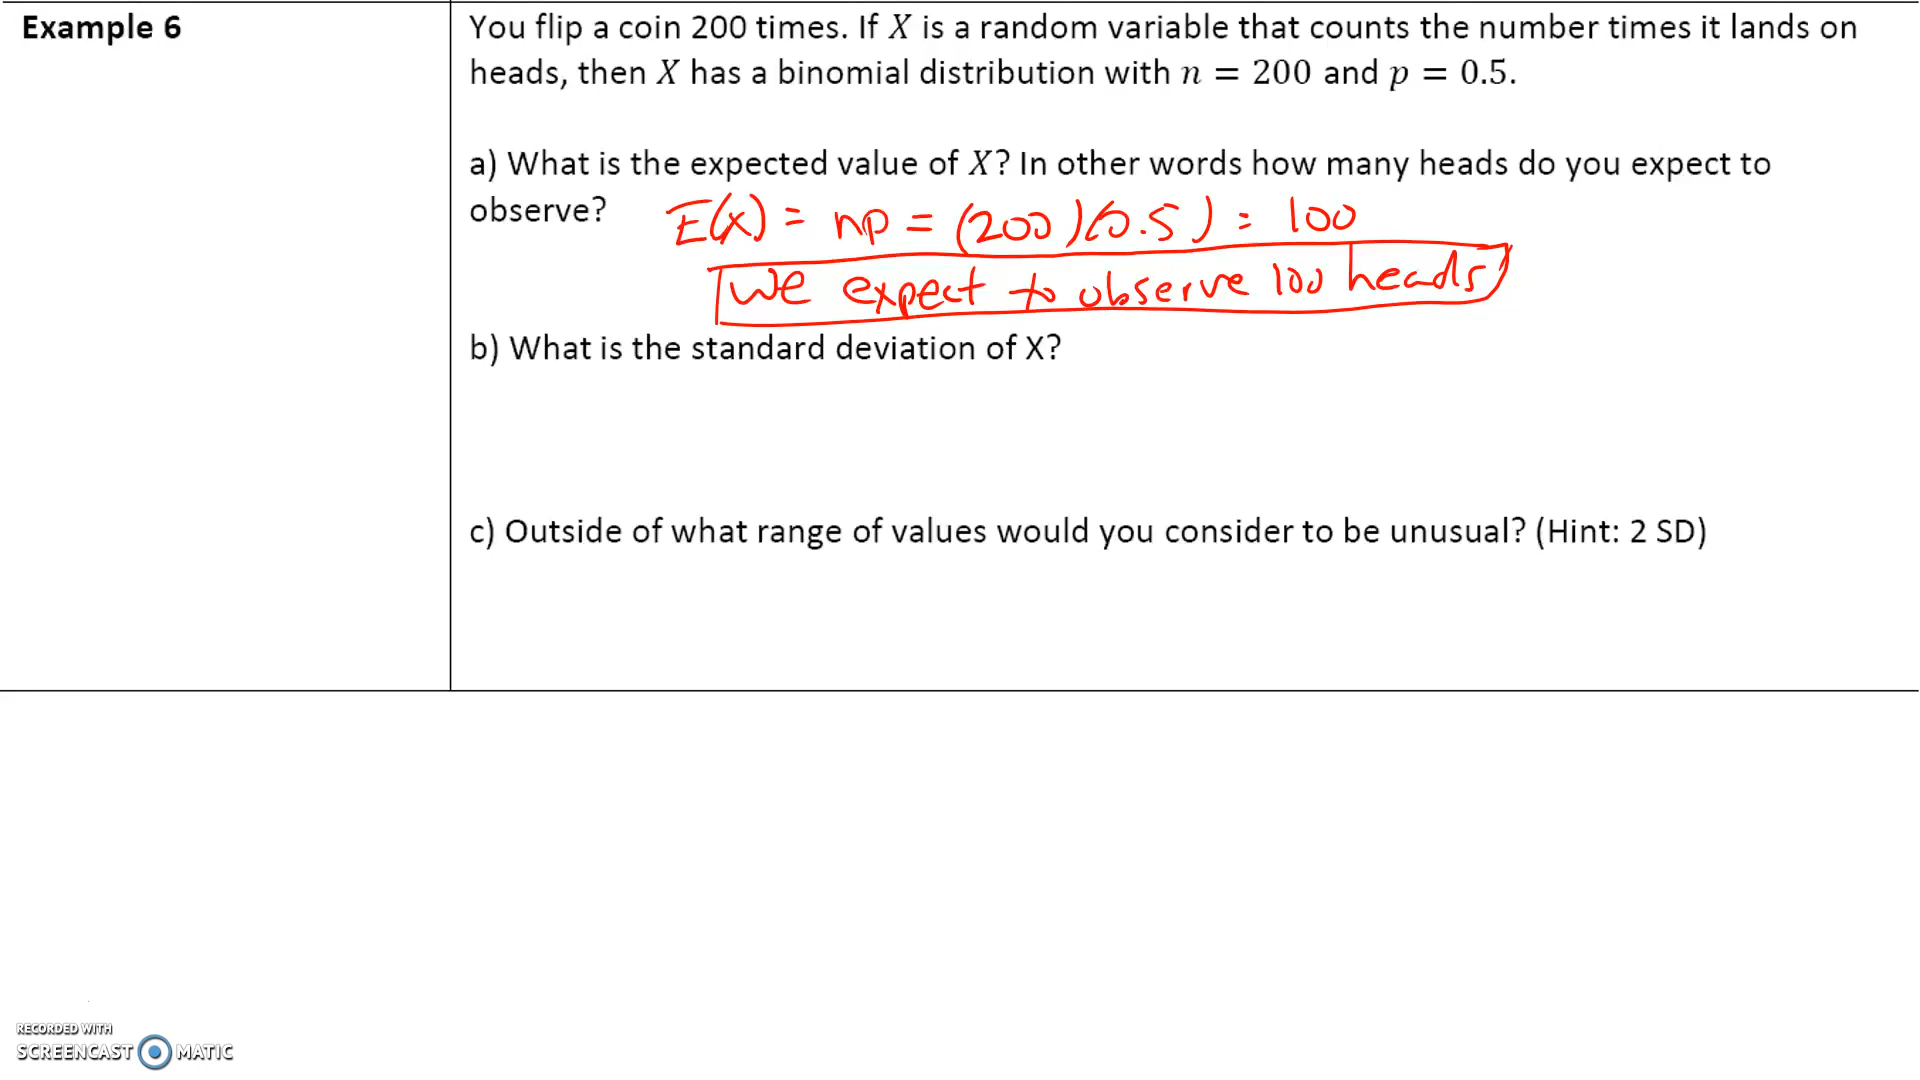 Example 6
You flip a coin 200 times. If X is a random variable that counts the number times it lands on
heads, then X has a binomial distribution with n = 200 and p = 0.5.
a) What is the expected value of X? In other words how many heads do you expect to
observe?
E(X) = np = (200)(0.5) = 100
We expect to observe 100 heads
b) What is the standard deviation of X?
c) Outside of what range of values would you consider to be unusual? (Hint: 2 SD)
RECORDED WITH
SCREENCAST MATIC